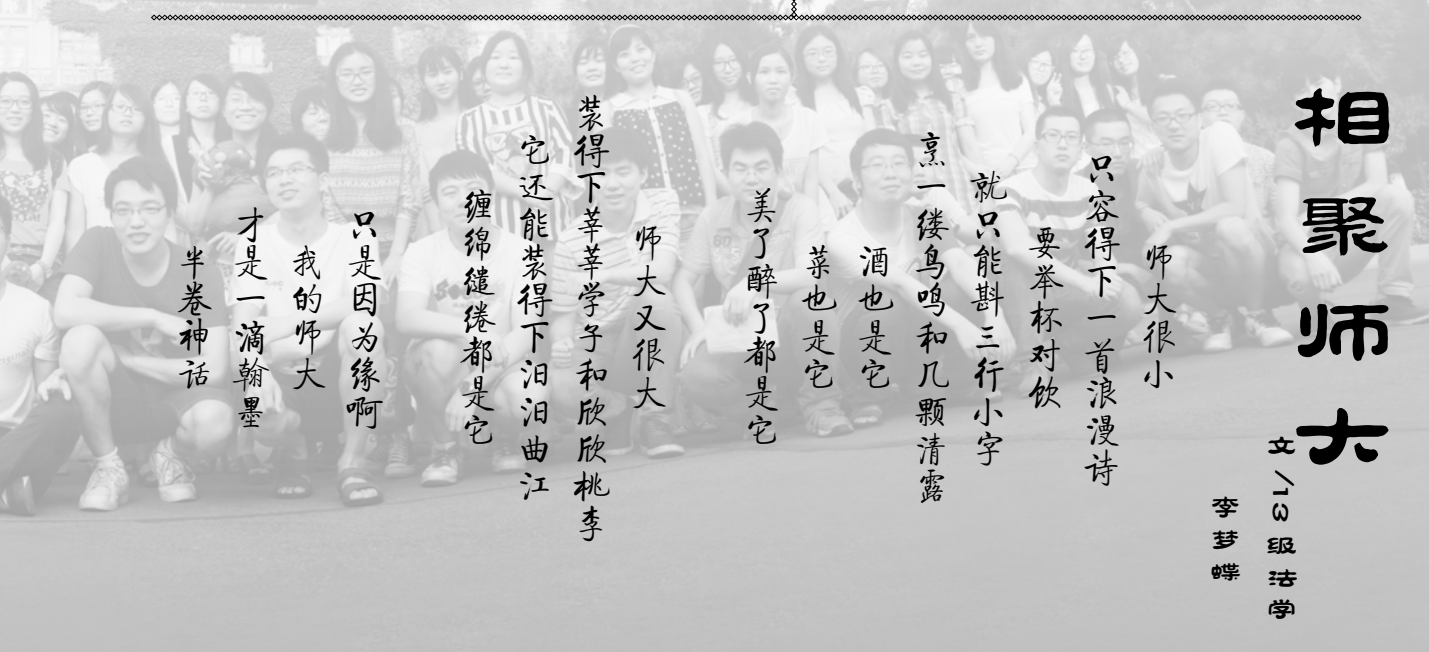 相聚师大
文/13级法学
李梦蝶
师大很小
只容得下一首浪漫诗
要举杯对饮
就只能斟三行小字
烹一缕鸟鸣和几颗清露
酒也是它
菜也是它
美了醉了都是它
师大又很大
装得下莘莘学子和欣欣桃李
它还能装得下汩汩曲江
缠绵缱绻都是它
只是因为缘啊
我的师大
才是一滴翰墨
半卷神话